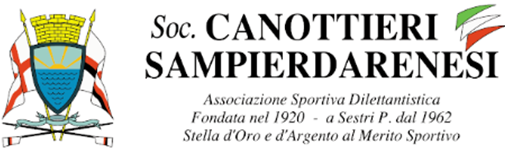 Soc. CANOTTIERI
SAMPIERDARENESI
Associazione Sportiva Dilettantistica
Fondata nel 1920 - a Sestri P. dal 1962
Stella d'Oro e d'Argento al Merito Sportivo